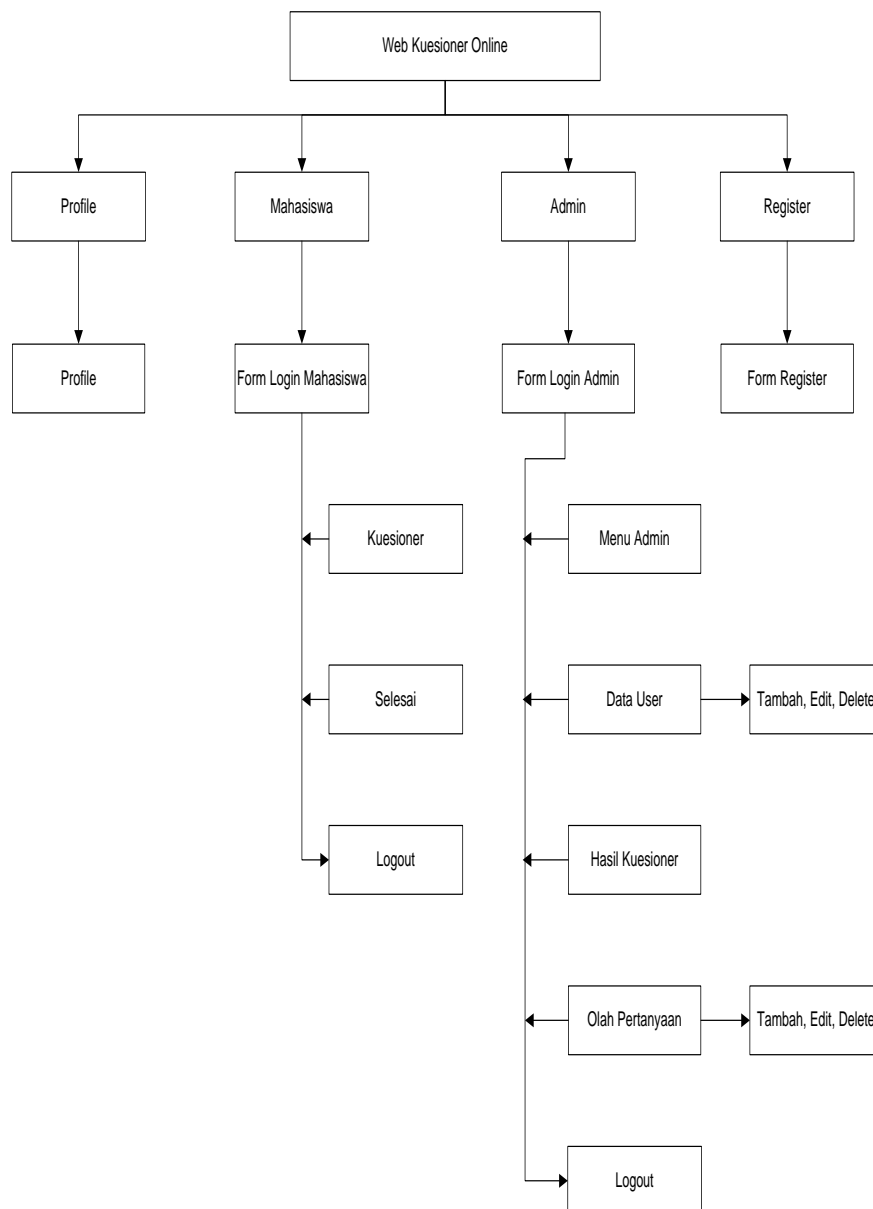 Web Kuesioner Online
Profile
Mahasiswa
Admin
Register
Profile
Form Login Mahasiswa
Form Login Admin
Form Register
Kuesioner
Menu Admin
Selesai
Data User
Tambah, Edit, Delete
Logout
Hasil Kuesioner
Olah Pertanyaan
Tambah, Edit, Delete
Logout